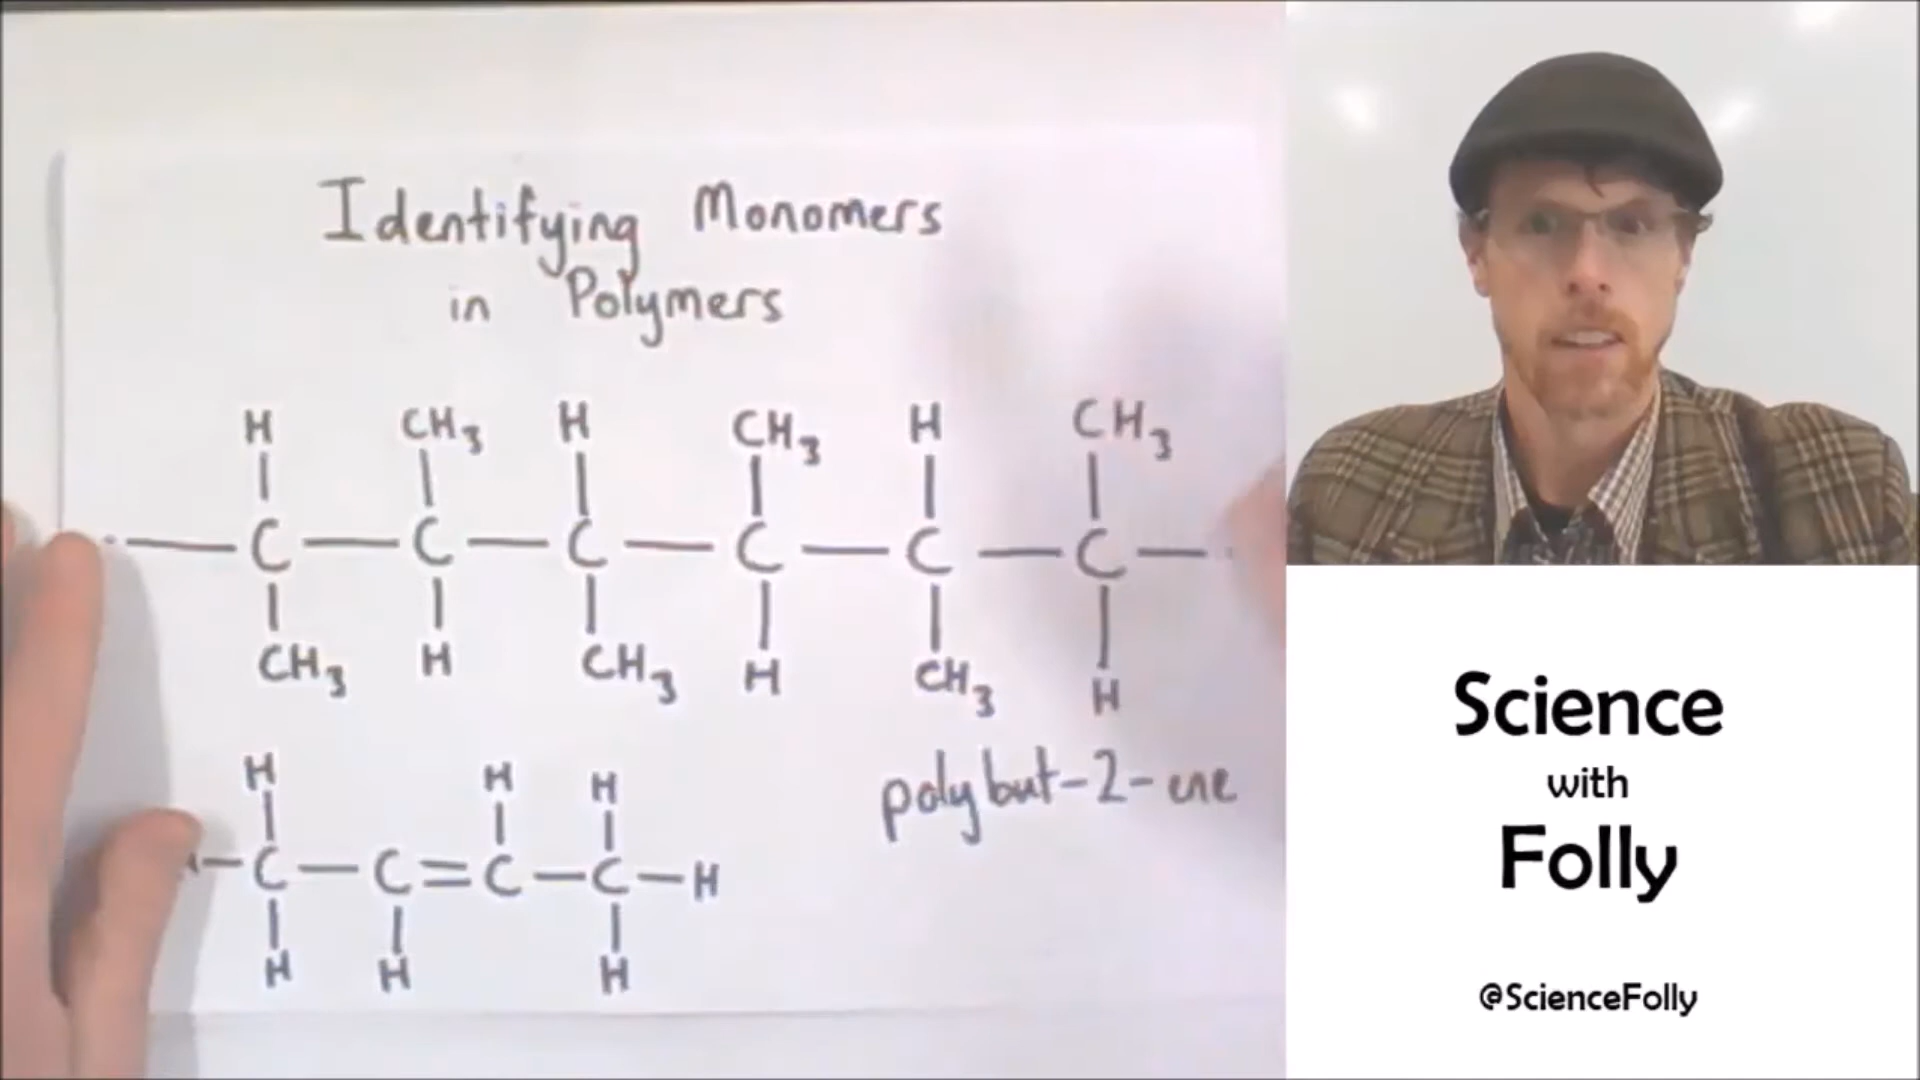 Identifying Monomers
in Polymers
H CH3 H CH3 H CH3
C C C C C C
CH3 H CH3 H CH3 H
polybut-2-ene
H H H
C C C C H
H H H
Science
with
Folly
@ScienceFolly